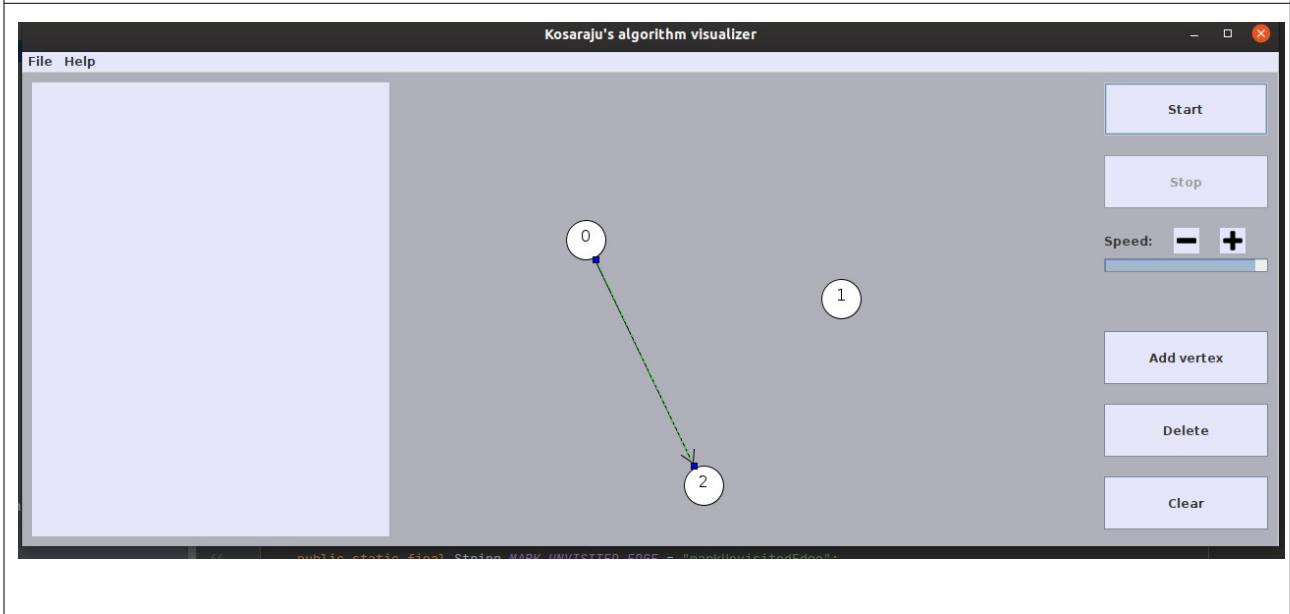 Kosaraju's algorithm visualizer
File Help
Start
Stop
0
Speed:
1
Add vertex
Delete
2
Clear
// public static final String MARK_UNVISITED_EDGE = "markUnvisitedEdge";